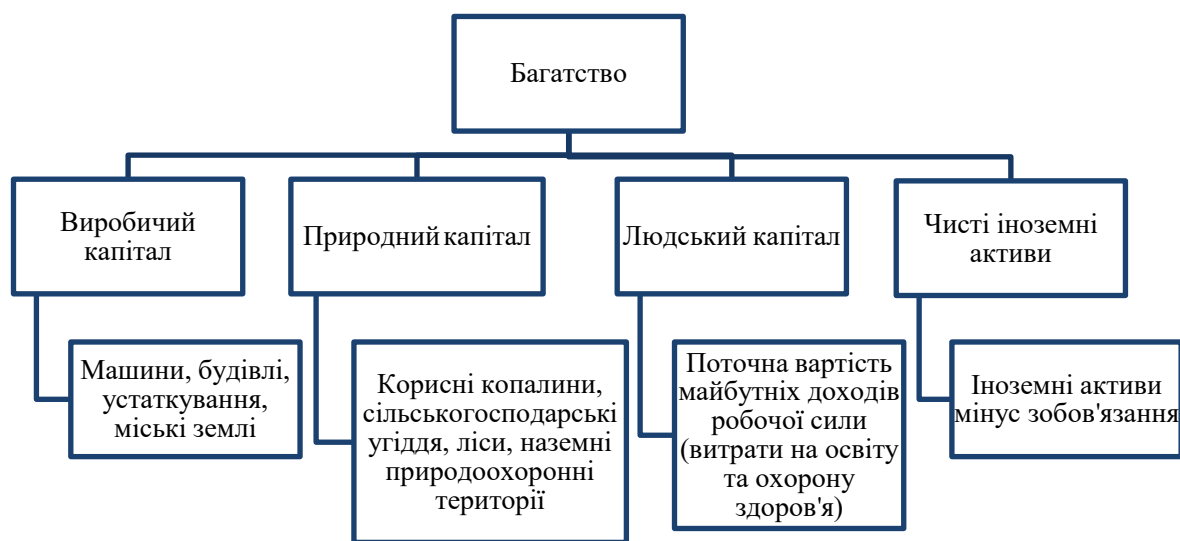 Багатство
Виробичий
капітал
Машини, будівлі,
устаткування,
міські землі
Природний капітал
Корисні копалини,
сільськогосподарські
угіддя, ліси, наземні
природоохоронні
території
Людський капітал
Поточна вартість
майбутніх доходів
робочої сили
(витрати на освіту
та охорону
здоров'я)
Чисті іноземні
активи
Іноземні активи
мінус зобов'язання